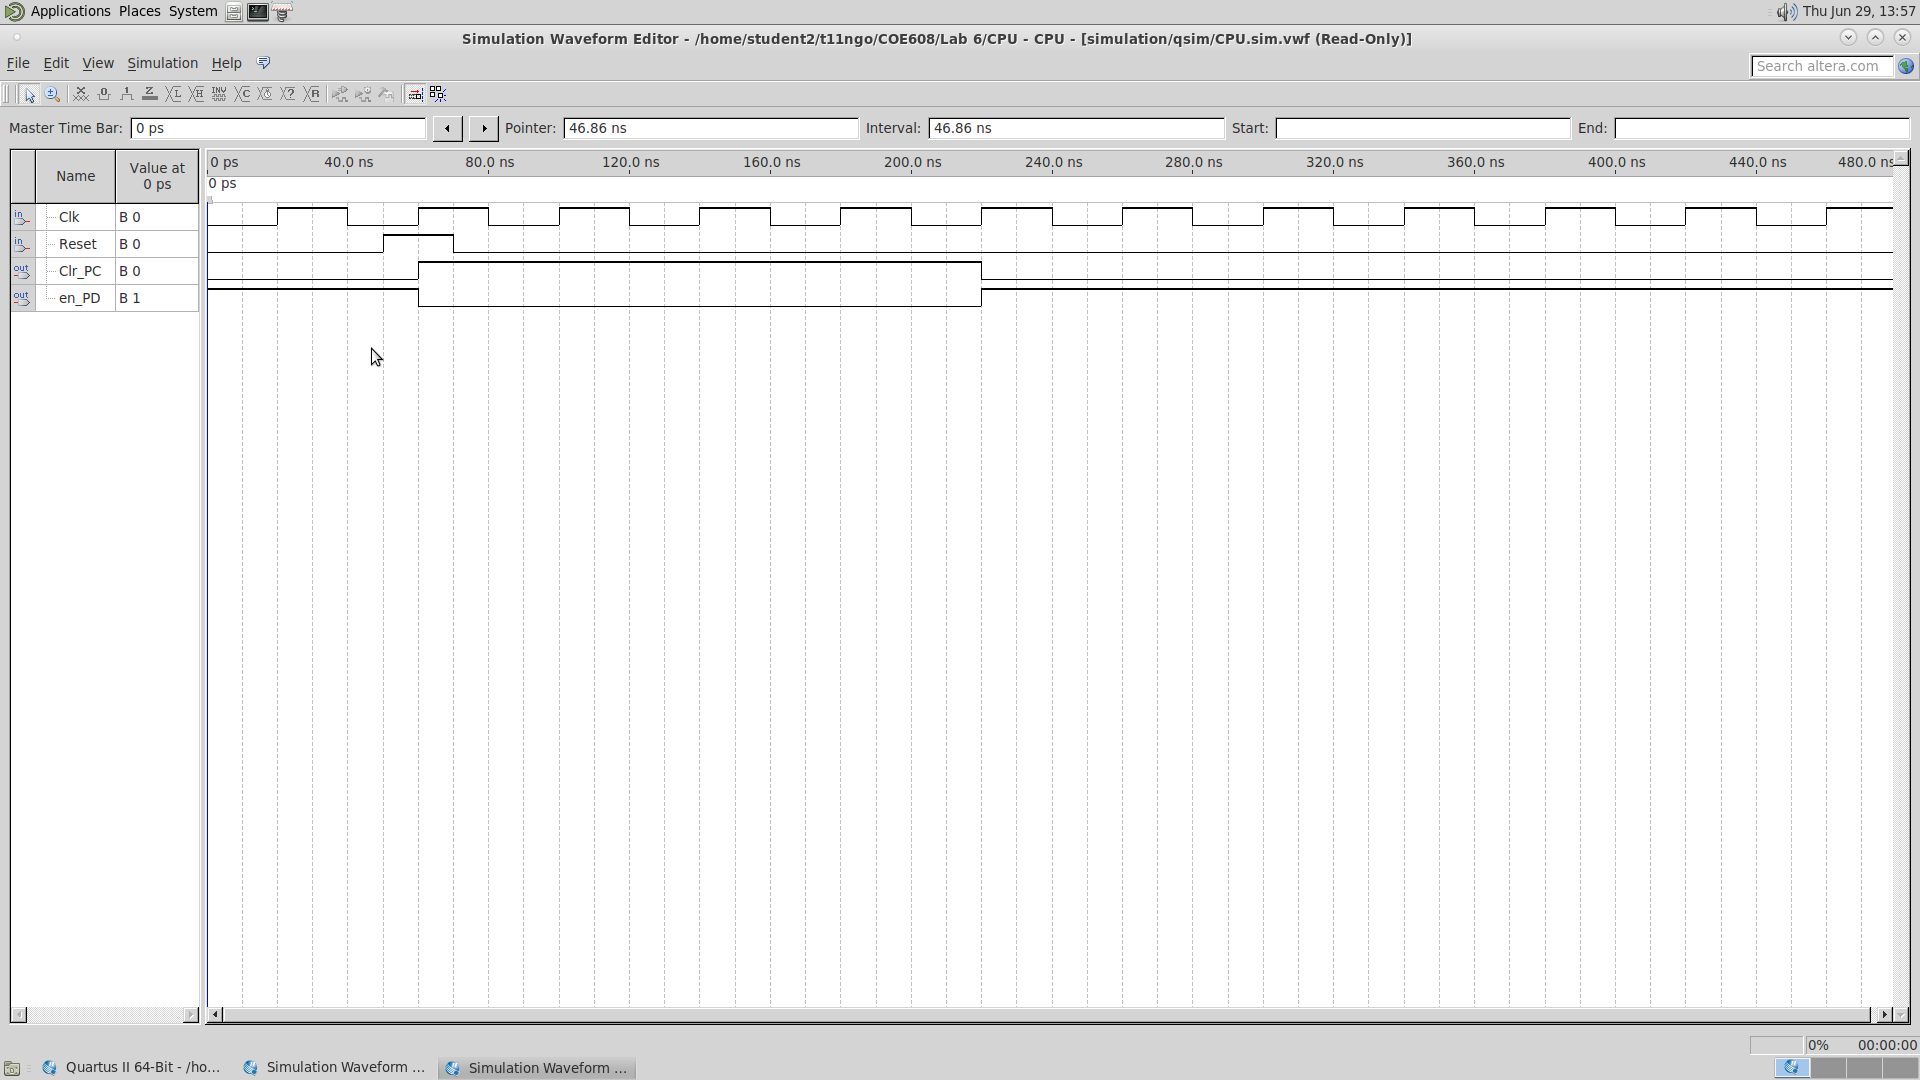 Applications Places System
Thu Jun 29, 13:57
Simulation Waveform Editor - /home/student2/t11ngo/COE608/Lab 6/CPU - CPU - [simulation/qsim/CPU.sim.vwf (Read-Only)]
File Edit View Simulation Help
Search altera.com
Master Time Bar: 0 ps Pointer: 46.86 ns Interval: 46.86 ns Start: End:
Name Value at 0 ps
0 ps 40.0 ns 80.0 ns 120.0 ns 160.0 ns 200.0 ns 240.0 ns 280.0 ns 320.0 ns 360.0 ns 400.0 ns 440.0 ns 480.0 ns
0 ps
in Clk B 0
in Reset B 0
out Clr_PC B 0
out en_PD B 1
0% 00:00:00
Quartus II 64-Bit - /ho... Simulation Waveform ... Simulation Waveform ...